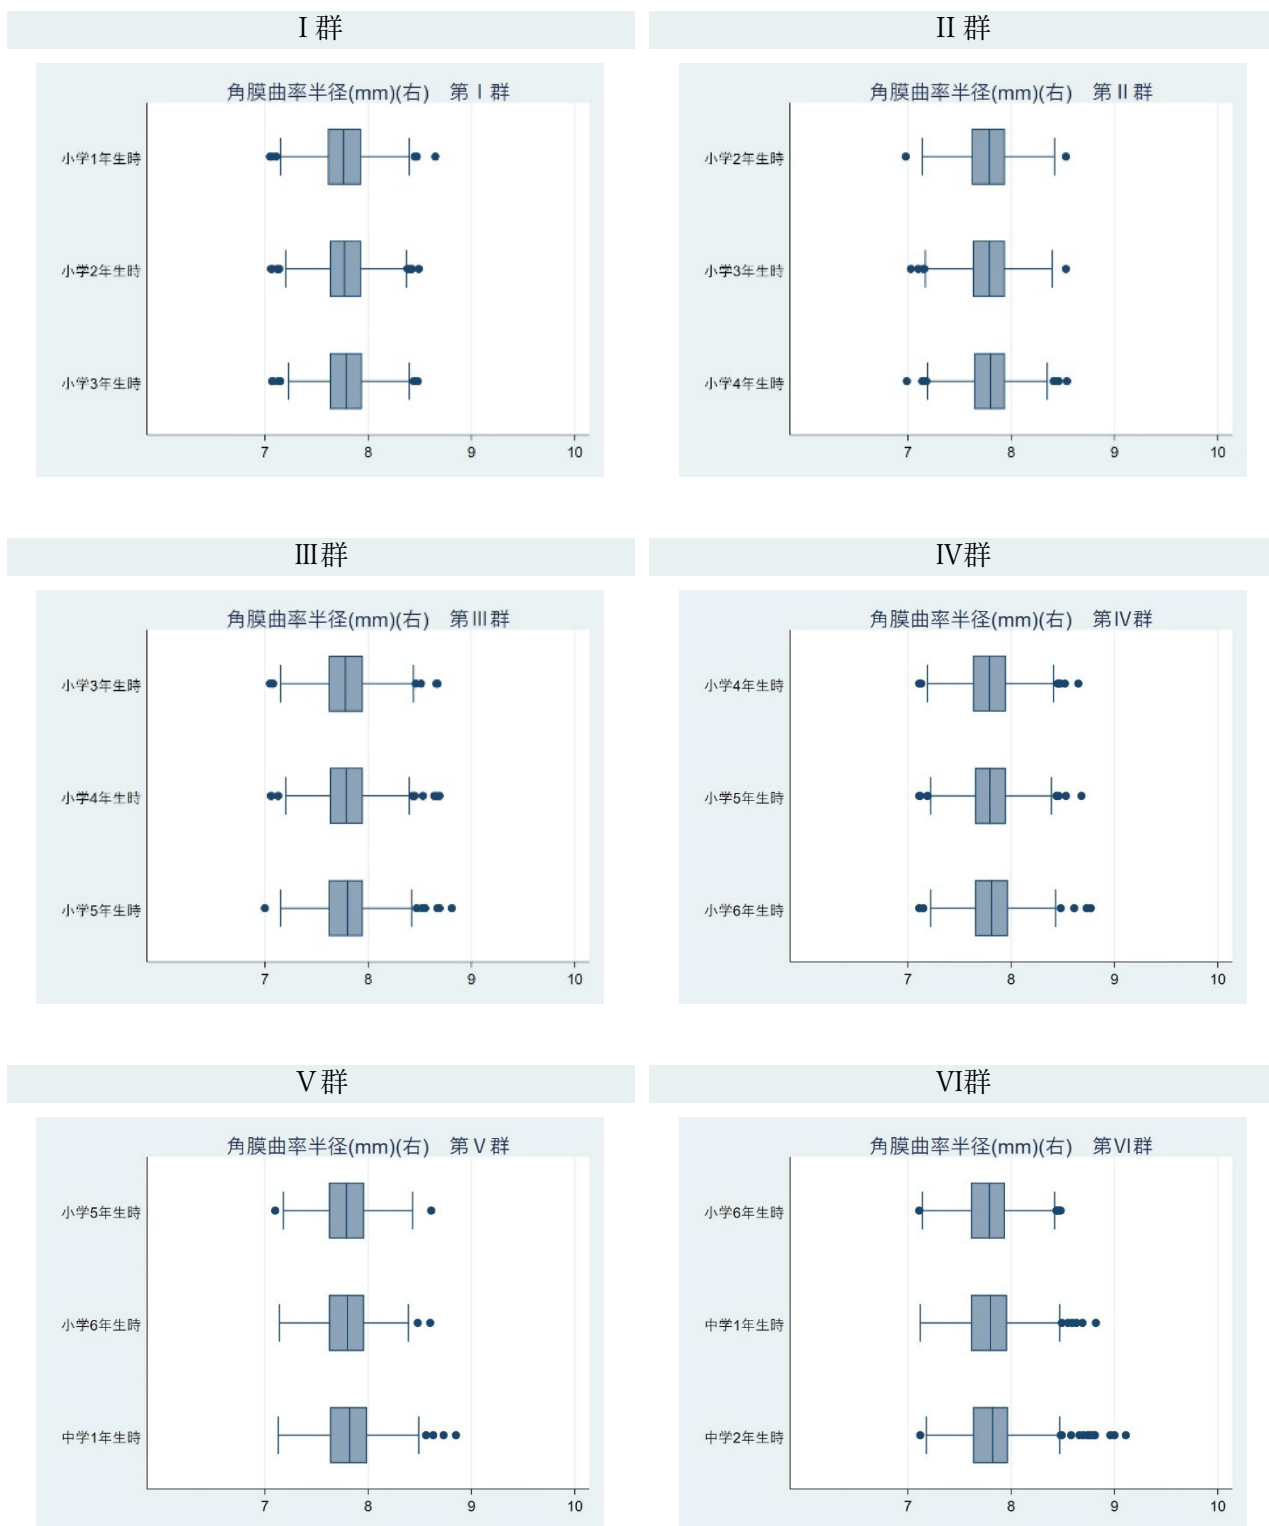 I 群
II 群
角膜曲率半径(mm)(右) 第Ⅰ群
小学1年生時
小学2年生時
小学3年生時
7 8 9 10
角膜曲率半径(mm)(右) 第Ⅱ群
小学2年生時
小学3年生時
小学4年生時
7 8 9 10
Ⅲ群
Ⅳ群
角膜曲率半径(mm)(右) 第Ⅲ群
小学3年生時
小学4年生時
小学5年生時
7 8 9 10
角膜曲率半径(mm)(右) 第Ⅳ群
小学4年生時
小学5年生時
小学6年生時
7 8 9 10
Ⅴ群
Ⅵ群
角膜曲率半径(mm)(右) 第Ⅴ群
小学5年生時
小学6年生時
中学1年生時
7 8 9 10
角膜曲率半径(mm)(右) 第Ⅵ群
小学6年生時
中学1年生時
中学2年生時
7 8 9 10